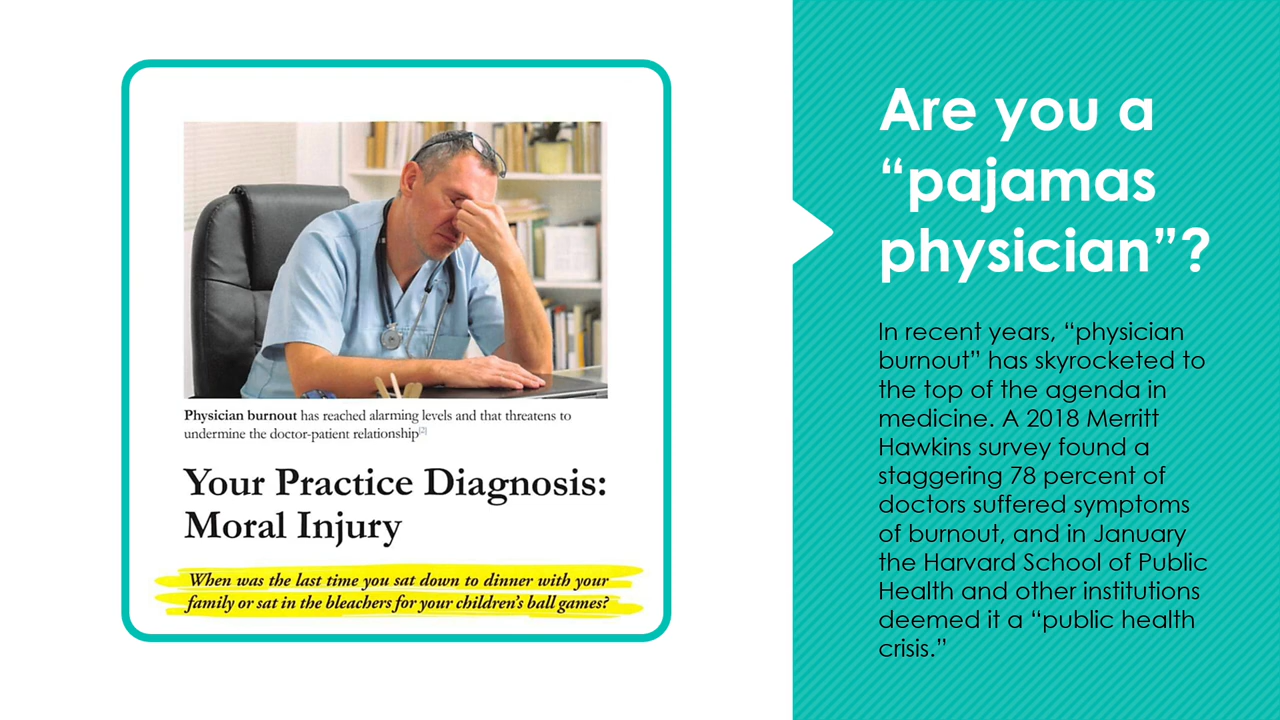 Physician burnout has reached alarming levels and that threatens to
undermine the doctor-patient relationship[2]
Your Practice Diagnosis:
Moral Injury
When was the last time you sat down to dinner with your
family or sat in the bleachers for your children's ball games?
Are you a
“pajamas
physician”?
In recent years, “physician
burnout” has skyrocketed to
the top of the agenda in
medicine. A 2018 Merritt
Hawkins survey found a
staggering 78 percent of
doctors suffered symptoms
of burnout, and in January
the Harvard School of Public
Health and other institutions
deemed it a “public health
crisis.”